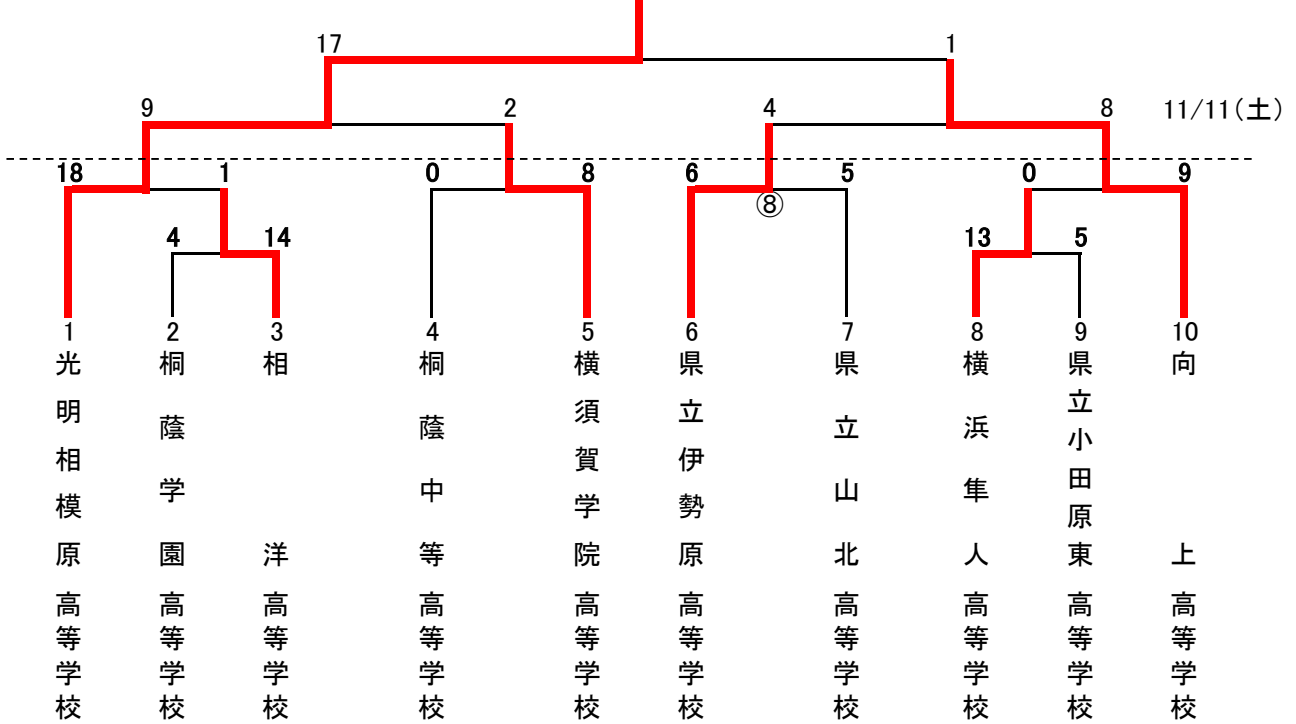 17 1
9 2 4 8 11/11(土)
18 1 0 8 6 5 0 9
⑧
4 14 13 5
1 2 3 4 5 6 7 8 9 10
光明相模原高等学校
桐蔭学園高等学校
相洋高等学校
桐蔭中等高等学校
横須賀学院高等学校
県立伊勢原高等学校
県立山北高等学校
横浜隼人高等学校
県立小田原東高等学校
向上高等学校